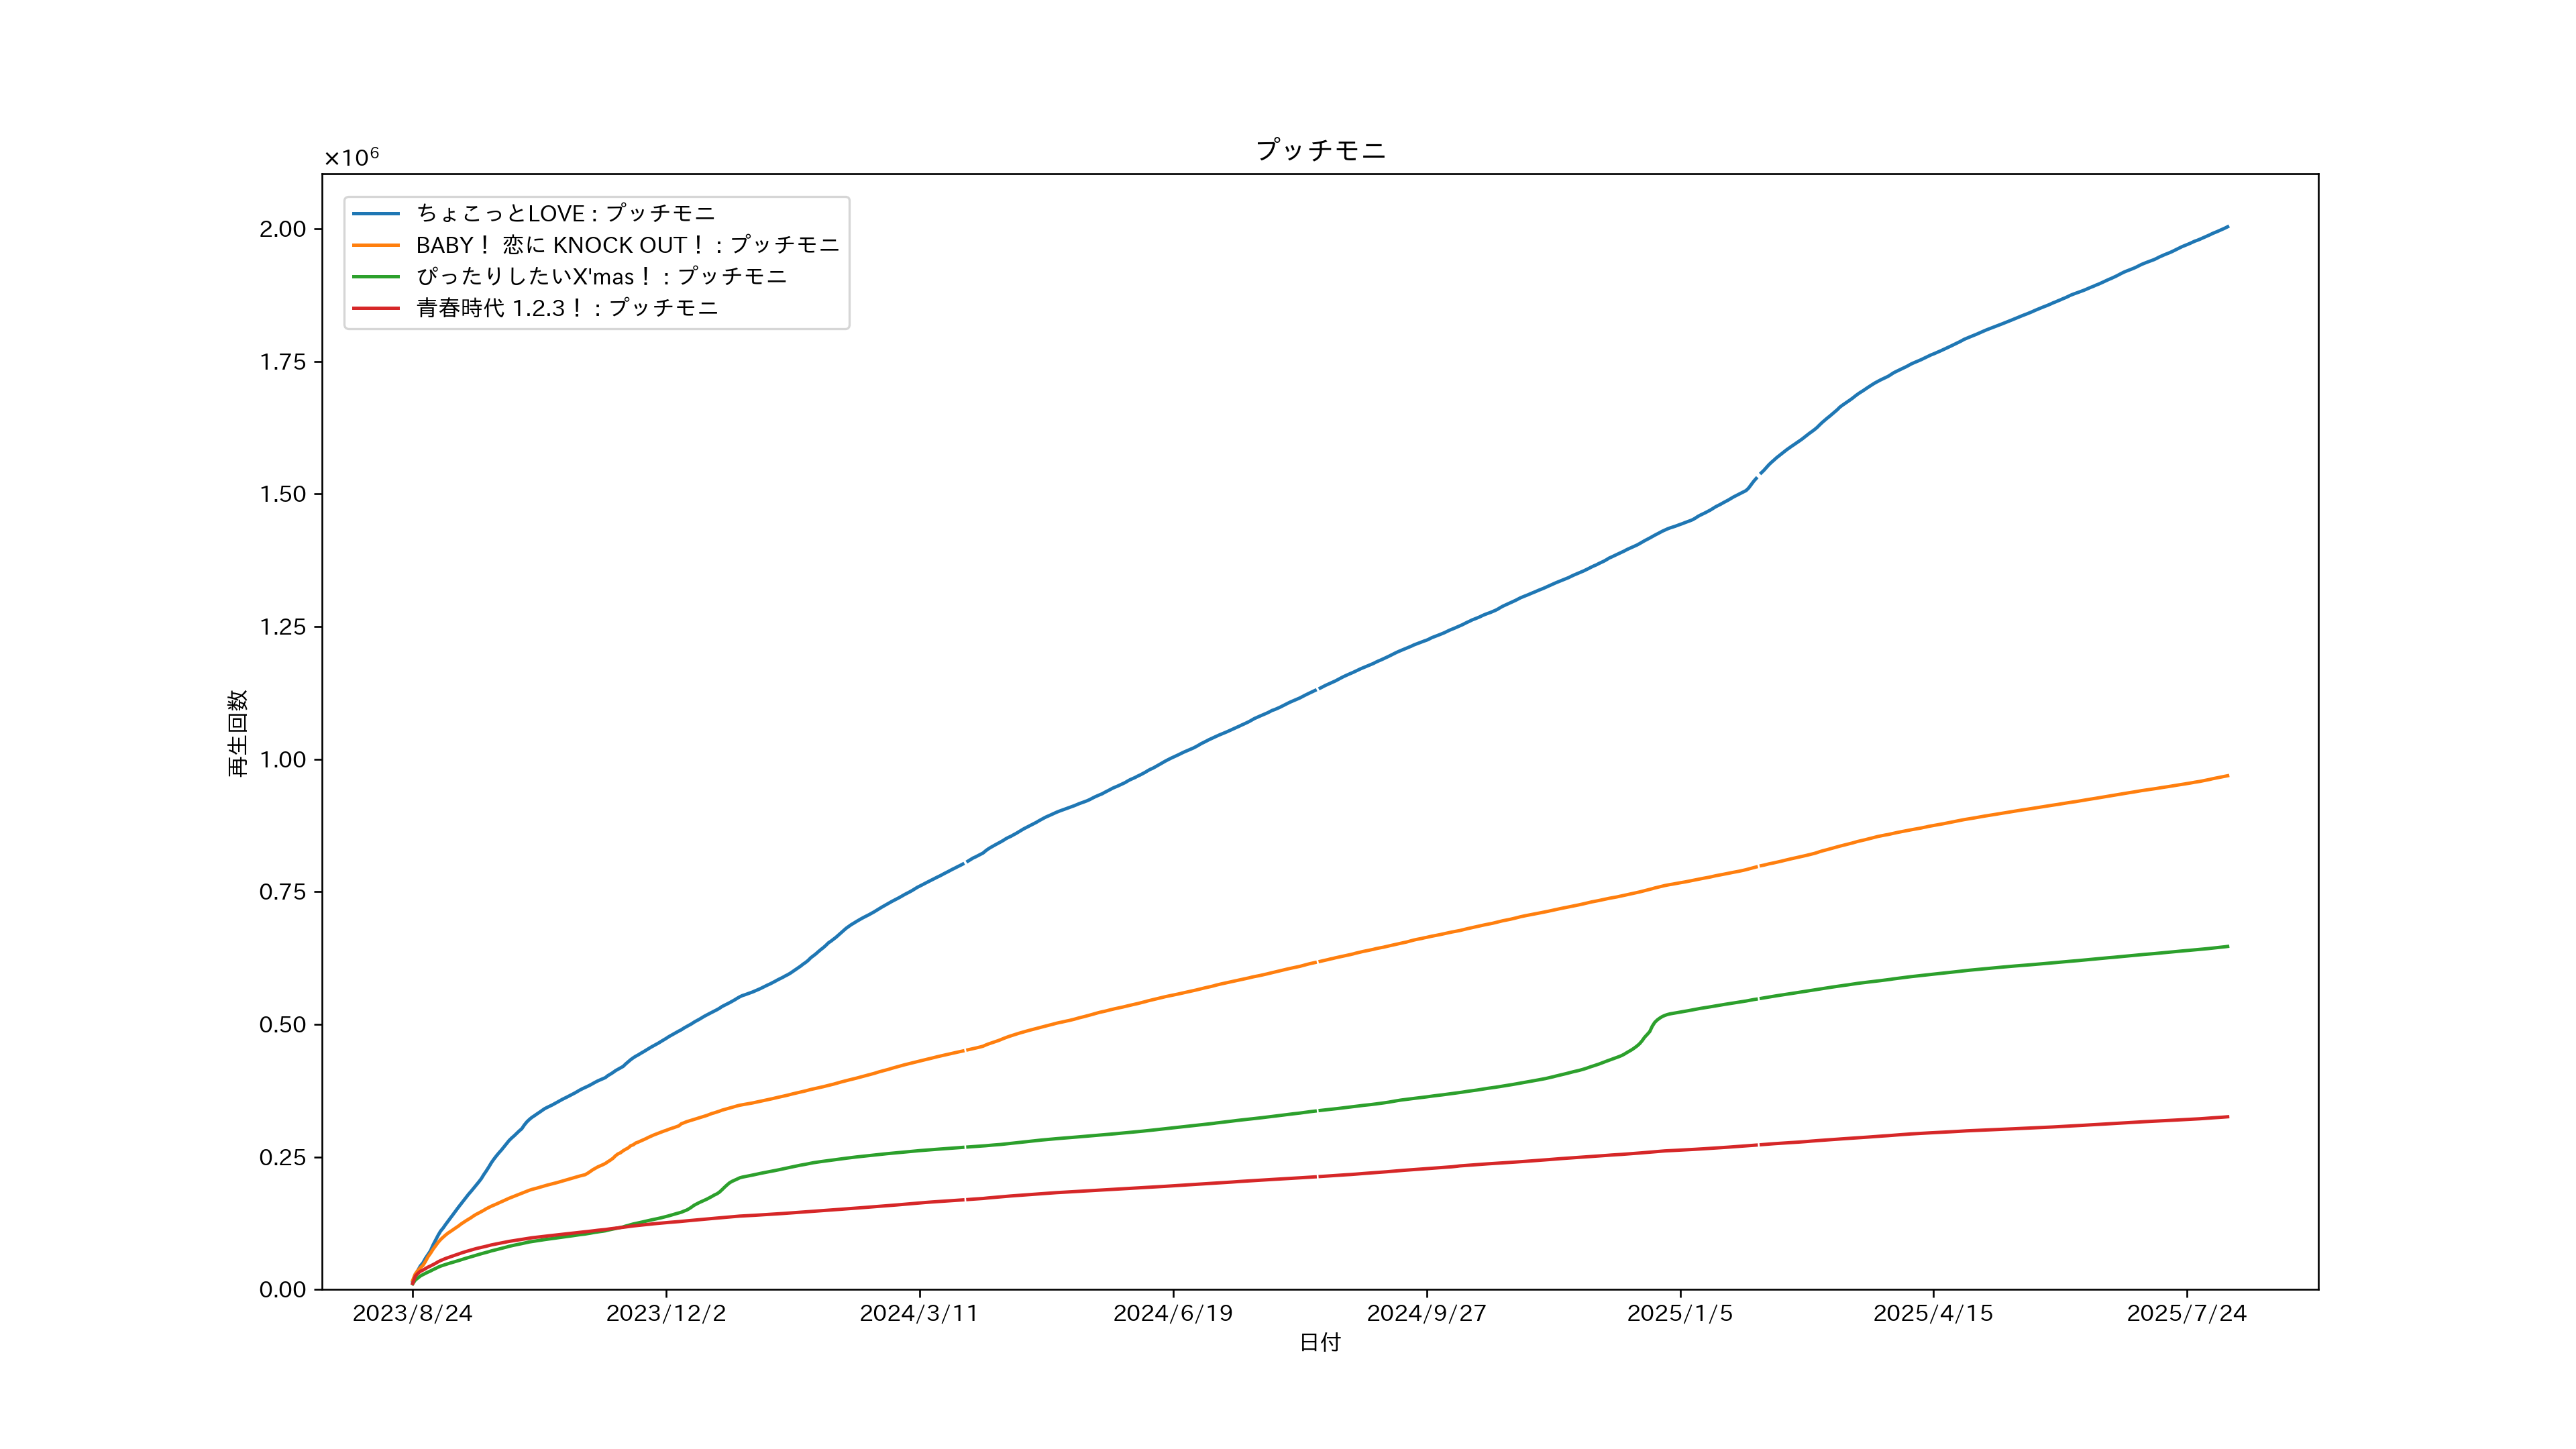 プッチモニ
×10⁶
ちょこっとLOVE : プッチモニ
BABY！ 恋に KNOCK OUT！ : プッチモニ
ぴったりしたいX'mas！ : プッチモニ
青春時代 1.2.3！ : プッチモニ
2.00
1.75
1.50
1.25
1.00
0.75
0.50
0.25
0.00
再生回数
2023/8/24 2023/12/2 2024/3/11 2024/6/19 2024/9/27 2025/1/5 2025/4/15 2025/7/24
日付